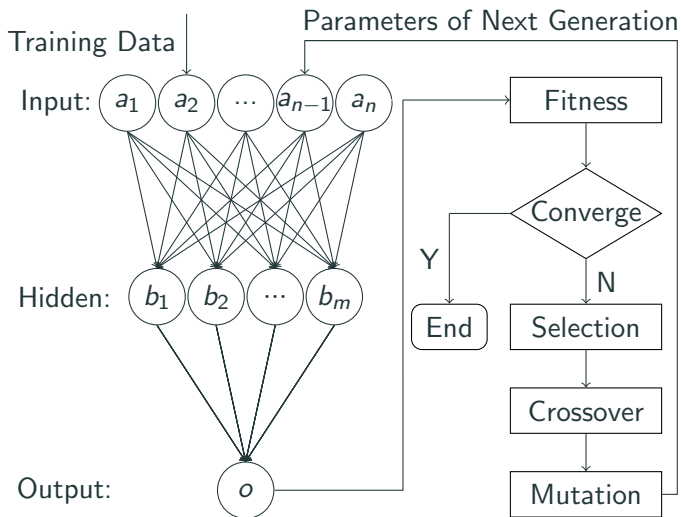 Parameters of Next Generation
Training Data
Input: a₁ a₂ ⋯ aₙ₋₁ aₙ
Fitness
Converge
Y
N
Hidden: b₁ b₂ ⋯ bₘ
End
Selection
Crossover
Output: o
Mutation